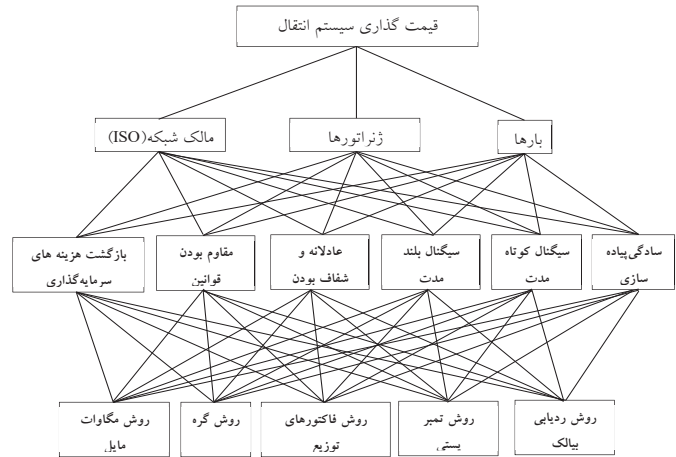 قیمت گذاری سیستم انتقال
بارها
ژنراتورها
مالک شبکه(ISO)
سادگی‌پیاده
سازی
سیگنال کوتاه
مدت
سیگنال بلند
مدت
عادلانه و
شفاف بودن
مقاوم بودن
قوانین
بازگشت هزینه های
سرمایه‌گذاری
روش ردیابی
بیالک
روش تمبر
پستی
روش فاکتورهای
توزیع
روش گره
روش مگاوات
مایل